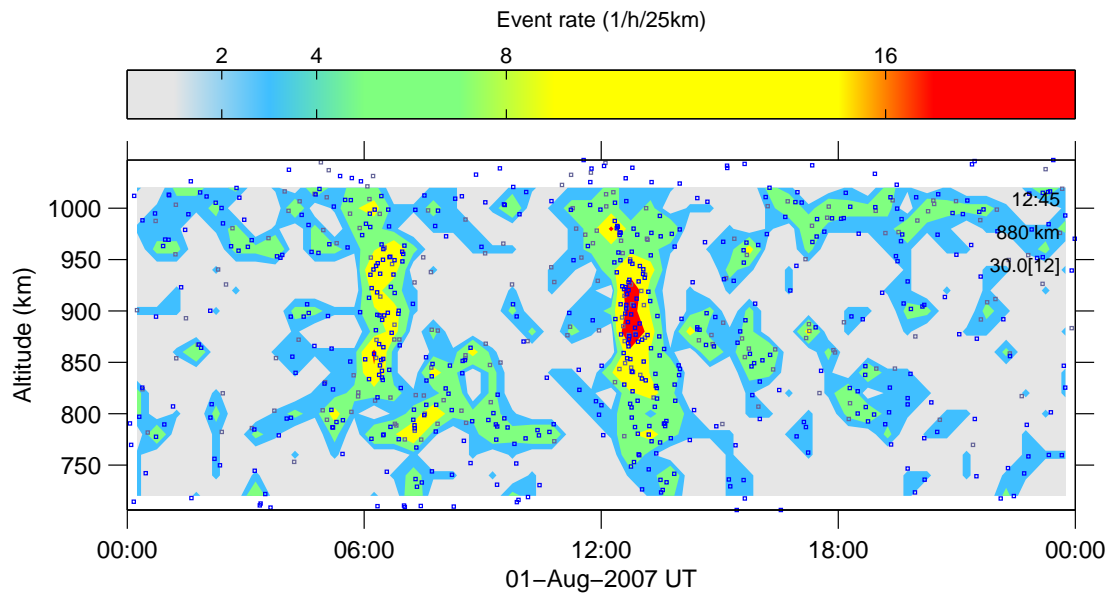 Event rate (1/h/25km)
2 4 8 16
1000
950
900
850
800
750
Altitude (km)
12:45
880 km
30.0[12]
00:00 06:00 12:00 18:00 00:00
01−Aug−2007 UT